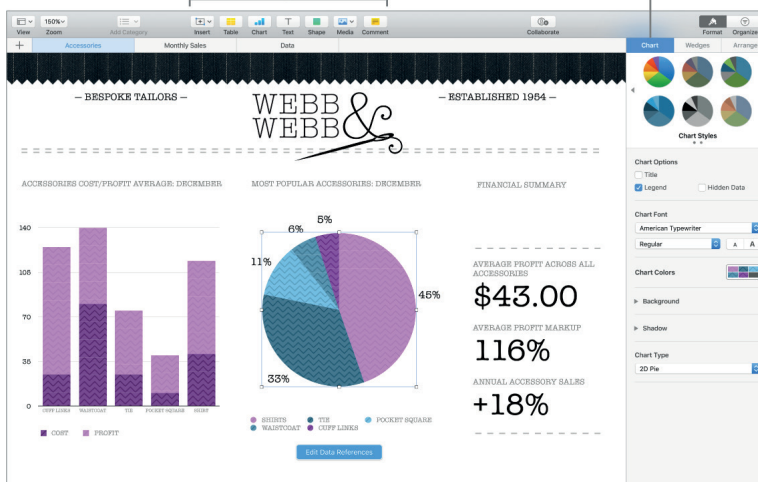 150%
View
Zoom
Add Category
Insert
Table
Chart
Text
Shape
Media
Comment
Collaborate
Format
Organize
Accessories
Monthly Sales
Data
Chart
Wedges
Arrange
– BESPOKE TAILORS –
WEBB &
WEBB
– ESTABLISHED 1954 –
ACCESSORIES COST/PROFIT AVERAGE: DECEMBER
140
105
70
35
0
CUFF LINKS
WAISTCOAT
TIE
POCKET SQUARE
SHIRT
COST
PROFIT
MOST POPULAR ACCESSORIES: DECEMBER
5%
6%
11%
45%
33%
SHIRTS
TIE
POCKET SQUARE
WAISTCOAT
CUFF LINKS
Edit Data References
FINANCIAL SUMMARY
AVERAGE PROFIT ACROSS ALL
ACCESSORIES
$43.00
AVERAGE PROFIT MARKUP
116%
ANNUAL ACCESSORY SALES
+18%
Chart Styles
Chart Options
Title
Legend
Hidden Data
Chart Font
American Typewriter
Regular
A
A
Chart Colors
Background
Shadow
Chart Type
2D Pie